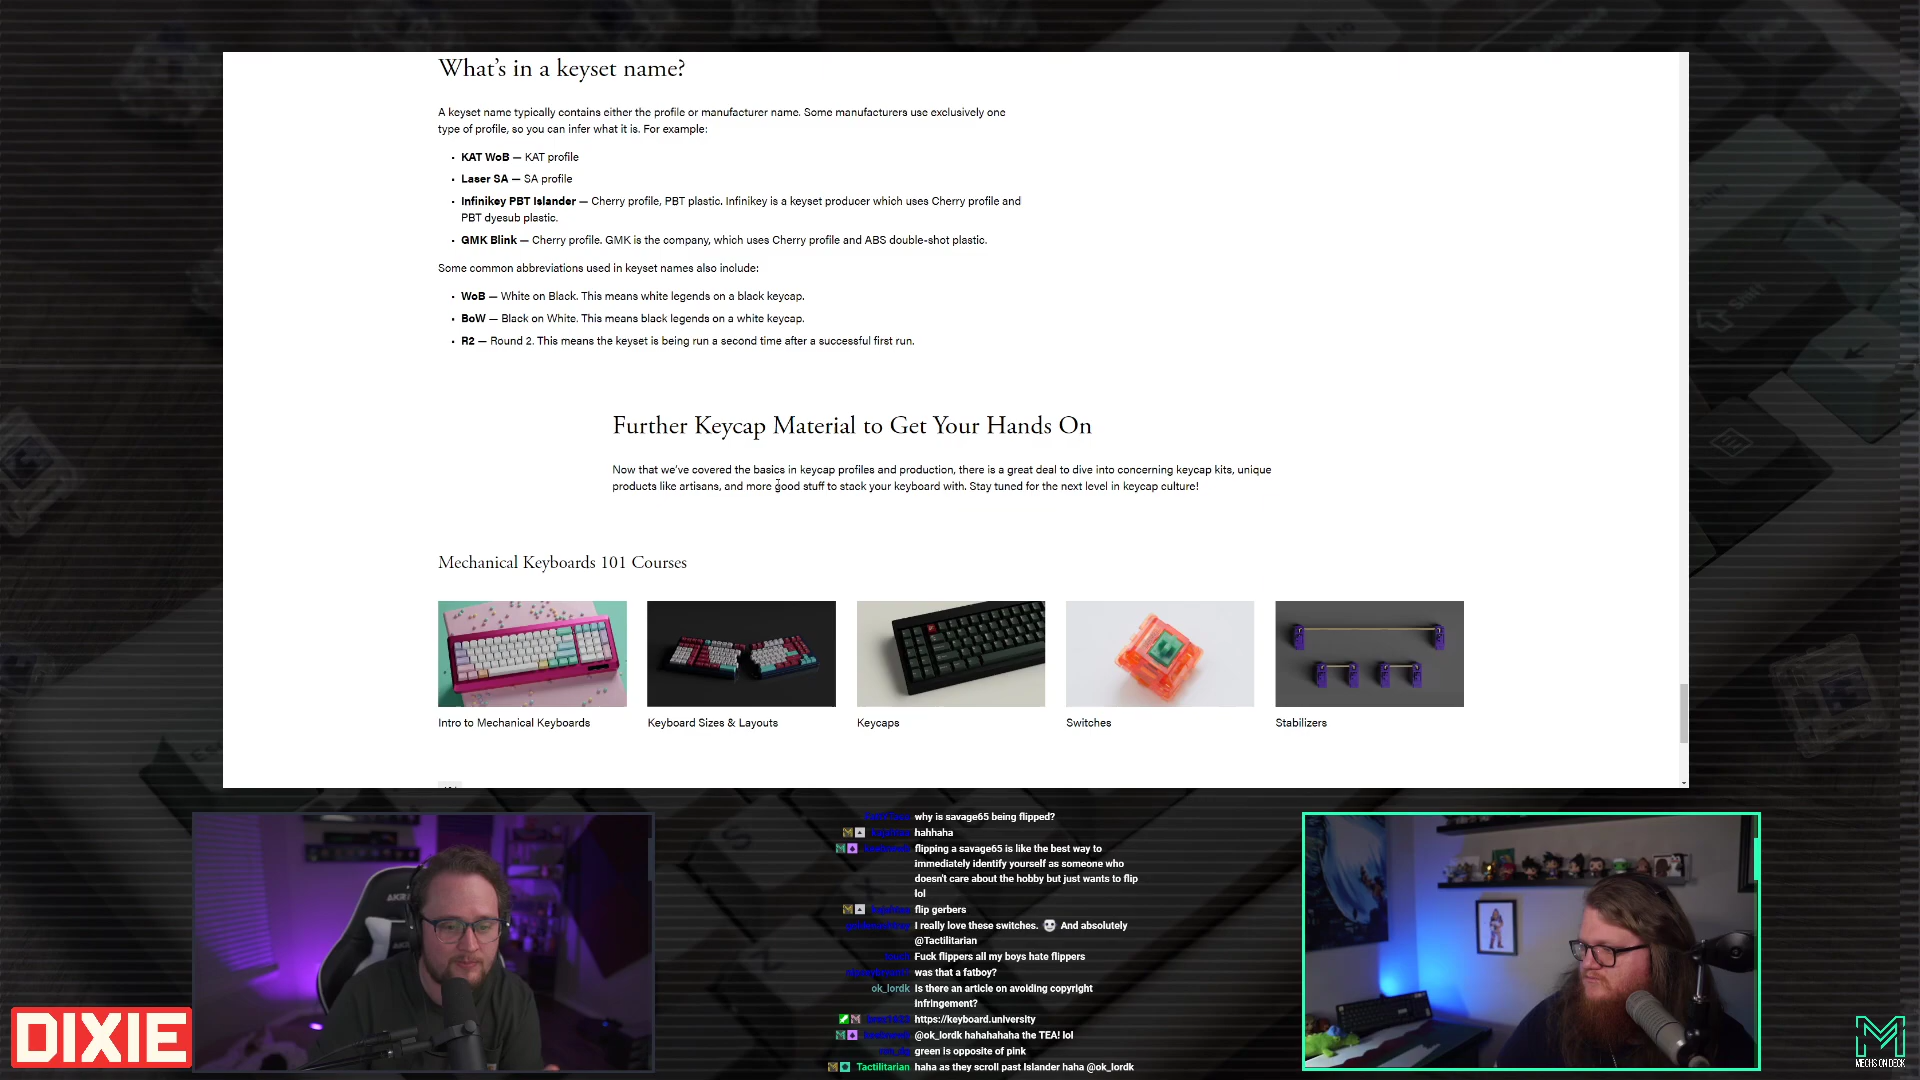 What's in a keyset name?
A keyset name typically contains either the profile or manufacturer name. Some manufacturers use exclusively one
type of profile, so you can infer what it is. For example:
• KAT WoB — KAT profile
• Laser SA — SA profile
• Infinikey PBT Islander — Cherry profile, PBT plastic. Infinikey is a keyset producer which uses Cherry profile and
PBT dyesub plastic.
• GMK Blink — Cherry profile. GMK is the company, which uses Cherry profile and ABS double-shot plastic.
Some common abbreviations used in keyset names also include:
• WoB — White on Black. This means white legends on a black keycap.
• BoW — Black on White. This means black legends on a white keycap.
• R2 — Round 2. This means the keyset is being run a second time after a successful first run.
Further Keycap Material to Get Your Hands On
Now that we've covered the basics in keycap profiles and production, there is a great deal to dive into concerning keycap kits, unique
products like artisans, and more good stuff to stack your keyboard with. Stay tuned for the next level in keycap culture!
Mechanical Keyboards 101 Courses
Intro to Mechanical Keyboards
Keyboard Sizes & Layouts
Keycaps
Switches
Stabilizers
why is savage65 being flipped?
hahhaha
flipping a savage65 is like the best way to
immediately identify yourself as someone who
doesn't care about the hobby but just wants to flip
lol
flip gerbers
I really love these switches. And absolutely
@Tactilitarian
Fuck flippers all my boys hate flippers
was that a fatboy?
ok_lordk Is there an article on avoiding copyright
infringement?
https://keyboard.university
@ok_lordk hahahahaha the TEA! lol
green is opposite of pink
Tactilitarian haha as they scroll past Islander haha @ok_lordk
DIXIE
MECHS ON DECK